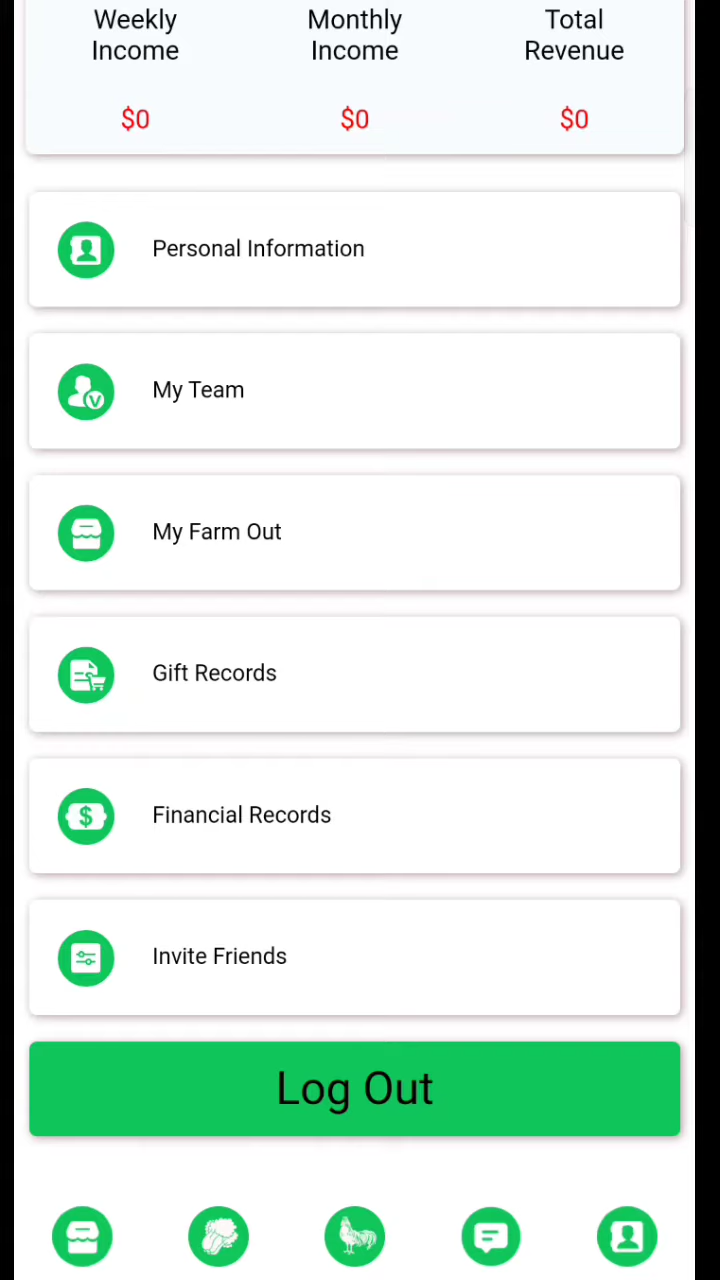 Weekly Monthly Total
Income Income Revenue
$0 $0 $0
Personal Information
My Team
My Farm Out
Gift Records
Financial Records
Invite Friends
Log Out